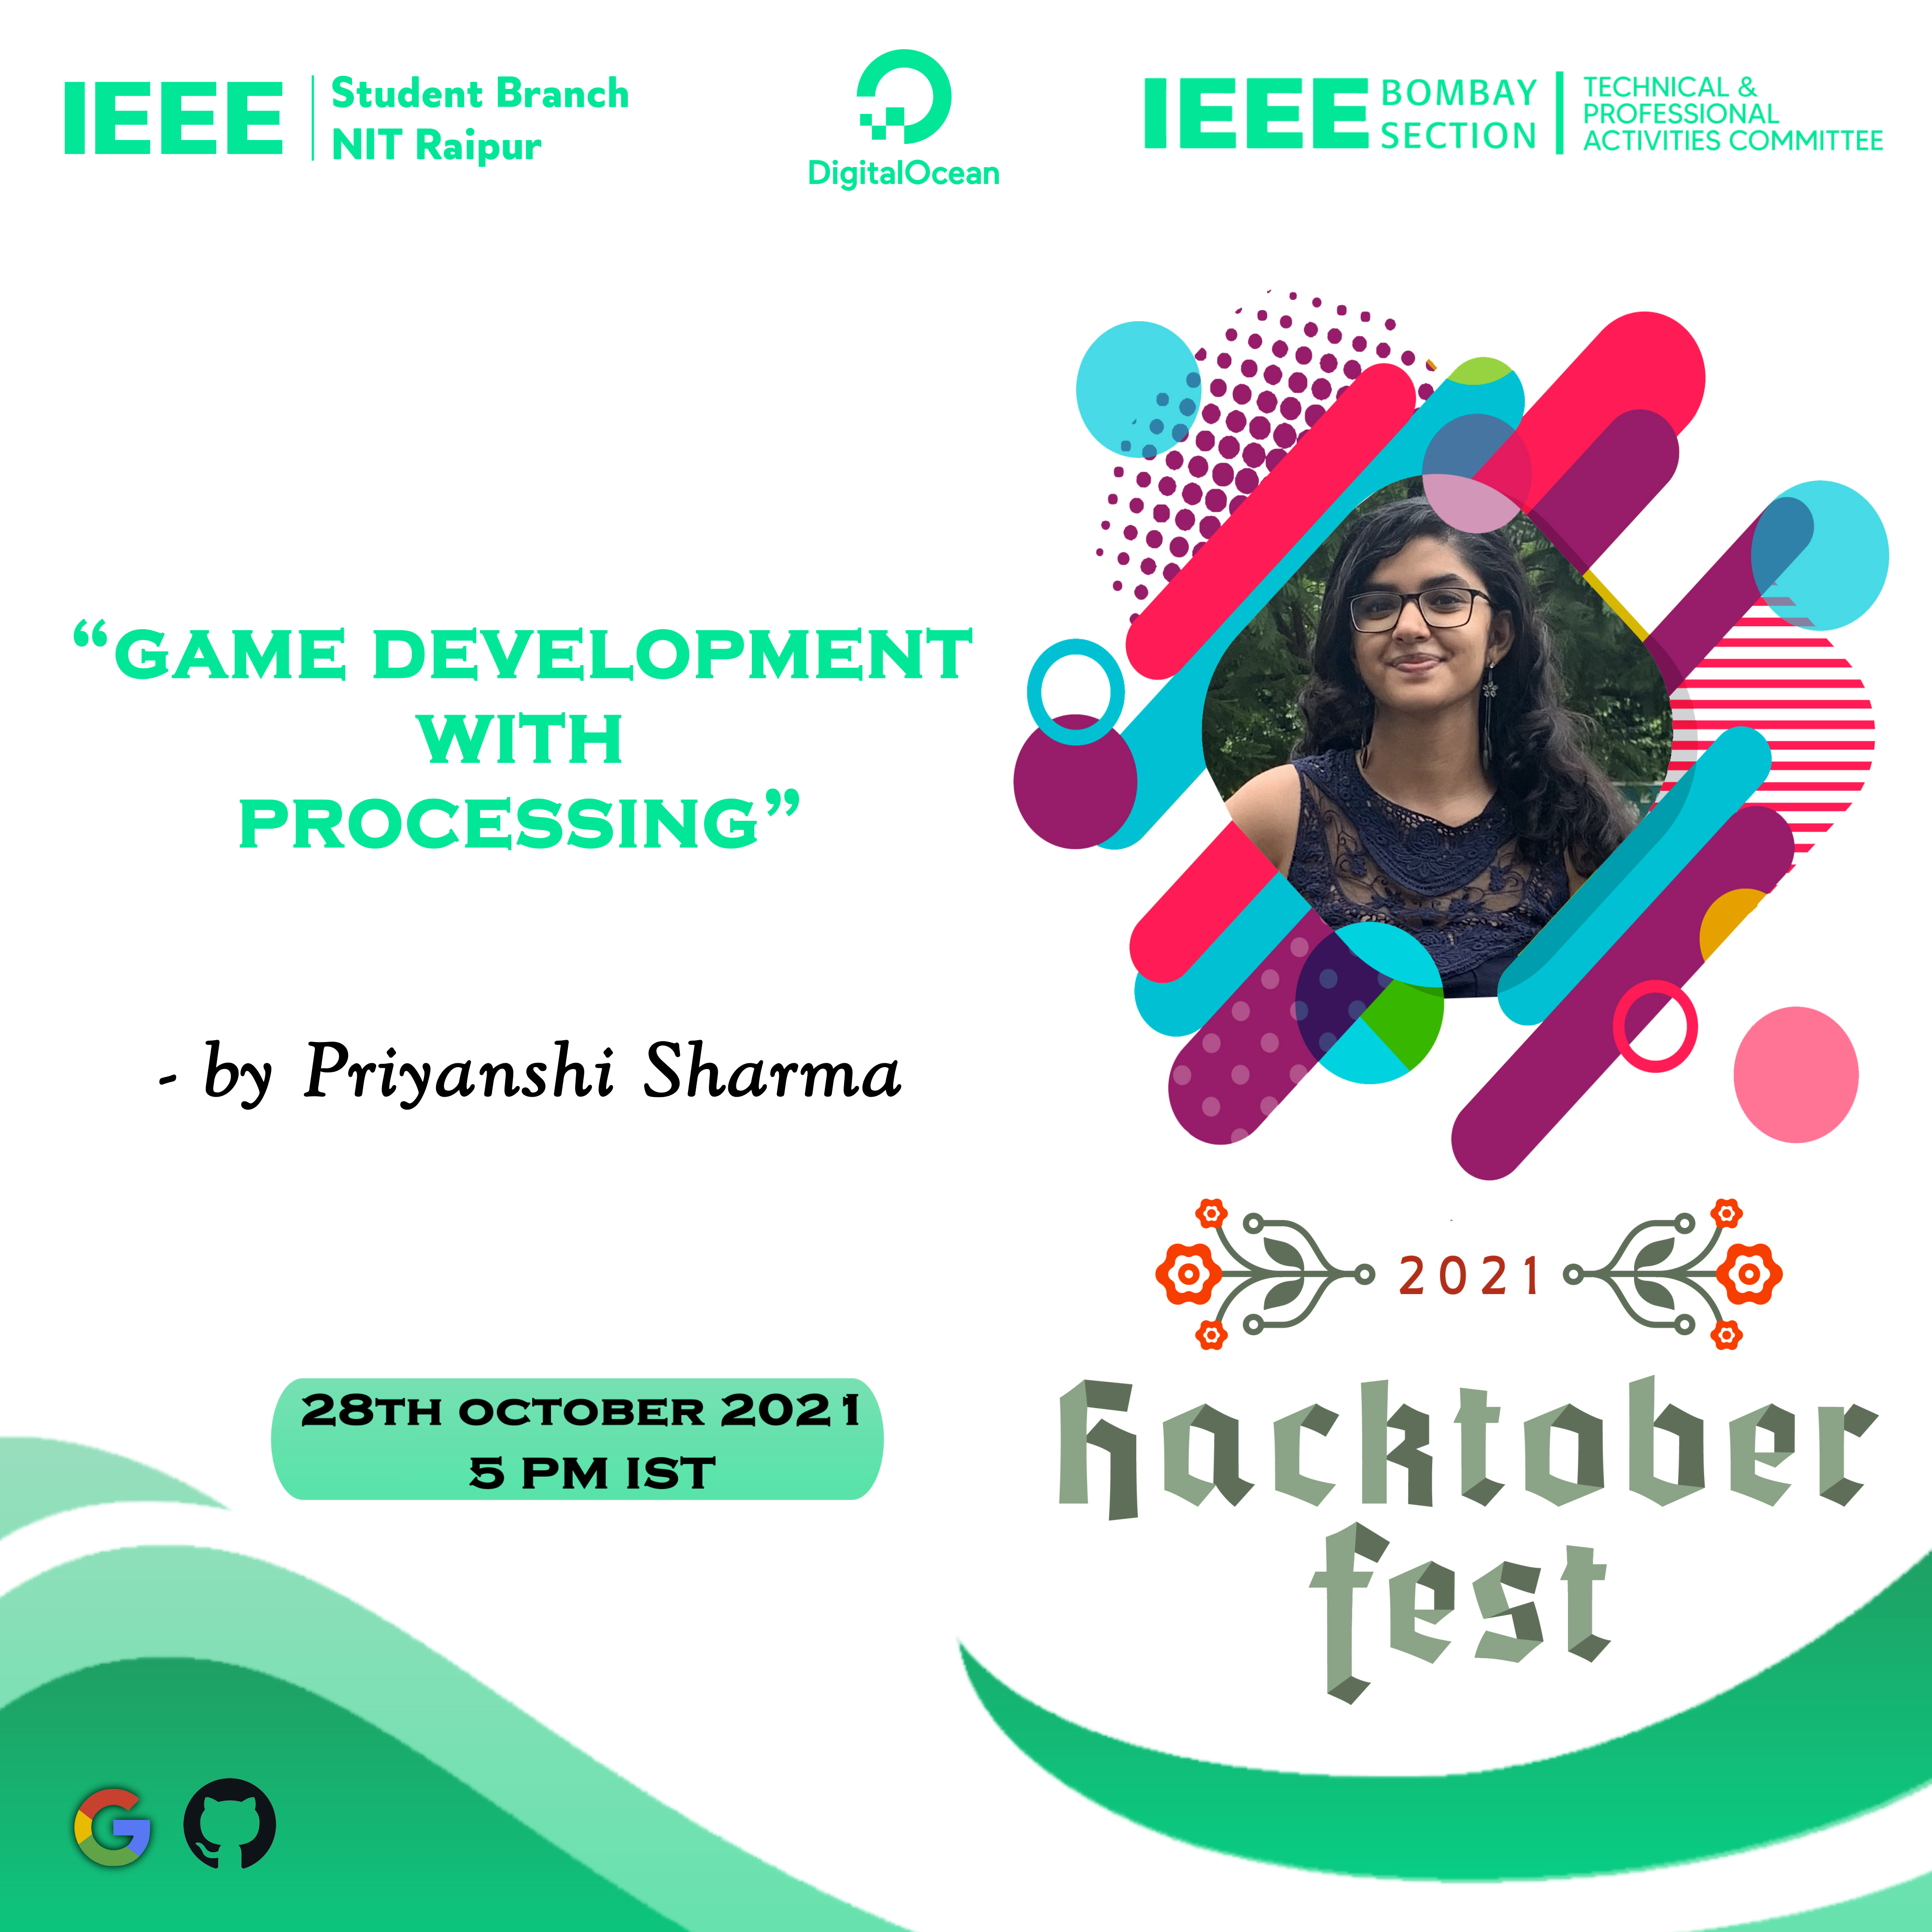 IEEE
Student Branch
NIT Raipur
DigitalOcean
IEEE
BOMBAY
SECTION
TECHNICAL &
PROFESSIONAL
ACTIVITIES COMMITTEE
“GAME DEVELOPMENT
WITH
PROCESSING”
- by Priyanshi Sharma
28TH OCTOBER 2021
5 PM IST
2021
hacktober
fest